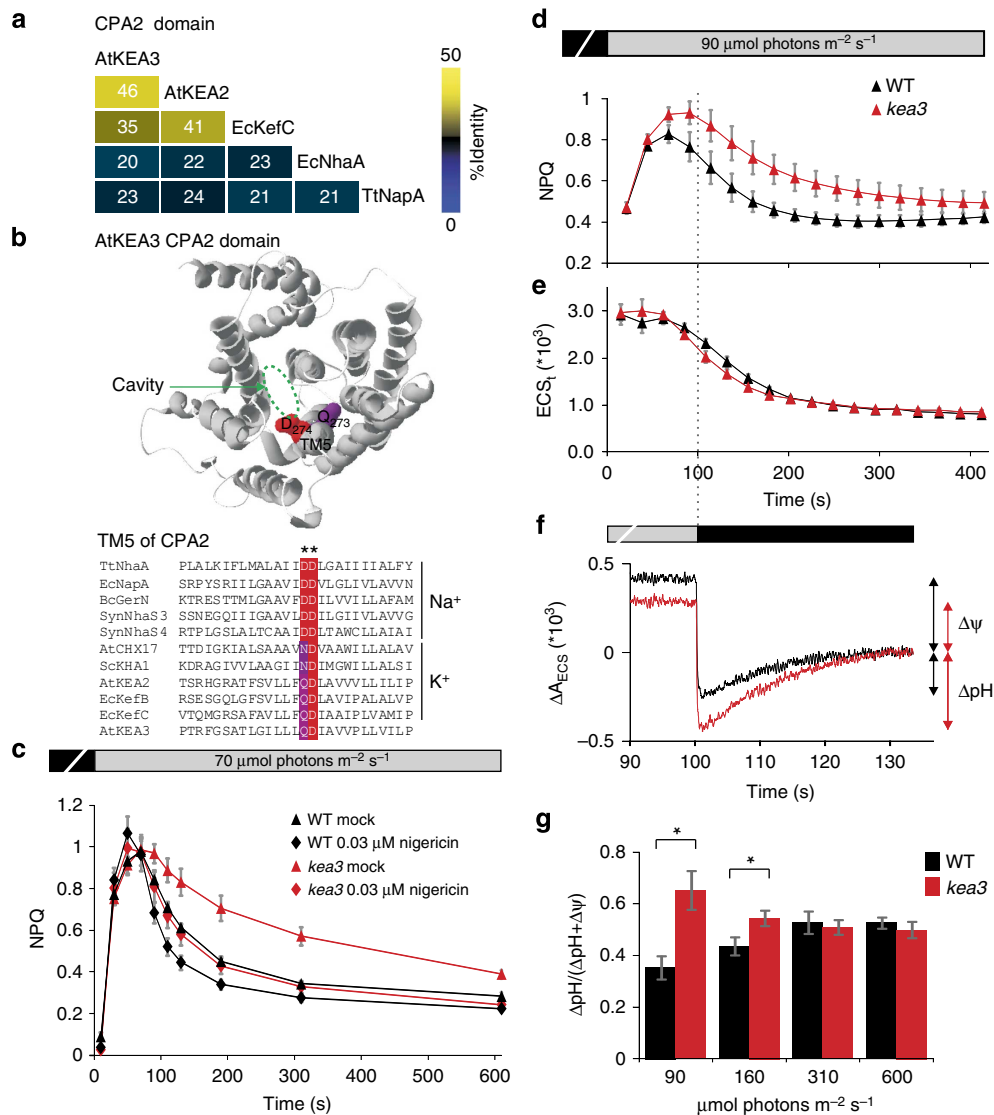 a
CPA2 domain
AtKEA3
46 AtKEA2
35 41 EcKefC
20 22 23 EcNhaA
23 24 21 21 TtNapA
50
%Identity
0
b
AtKEA3 CPA2 domain
Cavity
D274
Q273
TM5
TM5 of CPA2
**
TtNhaA PLALKIFLMALAIIDDLGAIIIIALFY
EcNapA SRPYSRIILGAAVIDDVLGLIVLAVVN
BcGerN KTRESTTMLGAAVFDDILVVILLAFAM
SynNhaS3 SSNEGQIIIGAAVLDDILGIIVLAVVG
SynNhaS4 RTPLGSLALTCAAIDDLTAWCLLAIAI
AtCHX17 TTDIGKIALSAAAVNDVAAWILLALAV
ScKHA1 KDRAGIVVLAAGIINDIMGWILLALSI
AtKEA2 TSRHGRATFSVLLFQDLAVVVLLILIP
EcKefB RSESGQLGFSVLLFQDIAVIPALALVP
EcKefC VTQMGRSAFAVLLFQDIAAIPLVAMIP
AtKEA3 PTRFGSATLGILLLQDIAVVPLLVILP
Na+
K+
c
70 μmol photons m−2 s−1
1.2
1
0.8
0.6
0.4
0.2
0
NPQ
WT mock
WT 0.03 μM nigericin
kea3 mock
kea3 0.03 μM nigericin
0 100 200 300 400 500 600
Time (s)
d
90 μmol photons m−2 s−1
1
0.8
0.6
0.4
0.2
NPQ
WT
kea3
e
3.0
2.0
1.0
0.0
ECSt (*10³)
0 100 200 300 400
Time (s)
f
0.5
0
−0.5
ΔAECS (*10³)
Δψ
ΔpH
90 100 110 120 130
Time (s)
g
0.8
0.6
0.4
0.2
0
ΔpH/(ΔpH+Δψ)
*
*
WT
kea3
90 160 310 600
μmol photons m−2 s−1